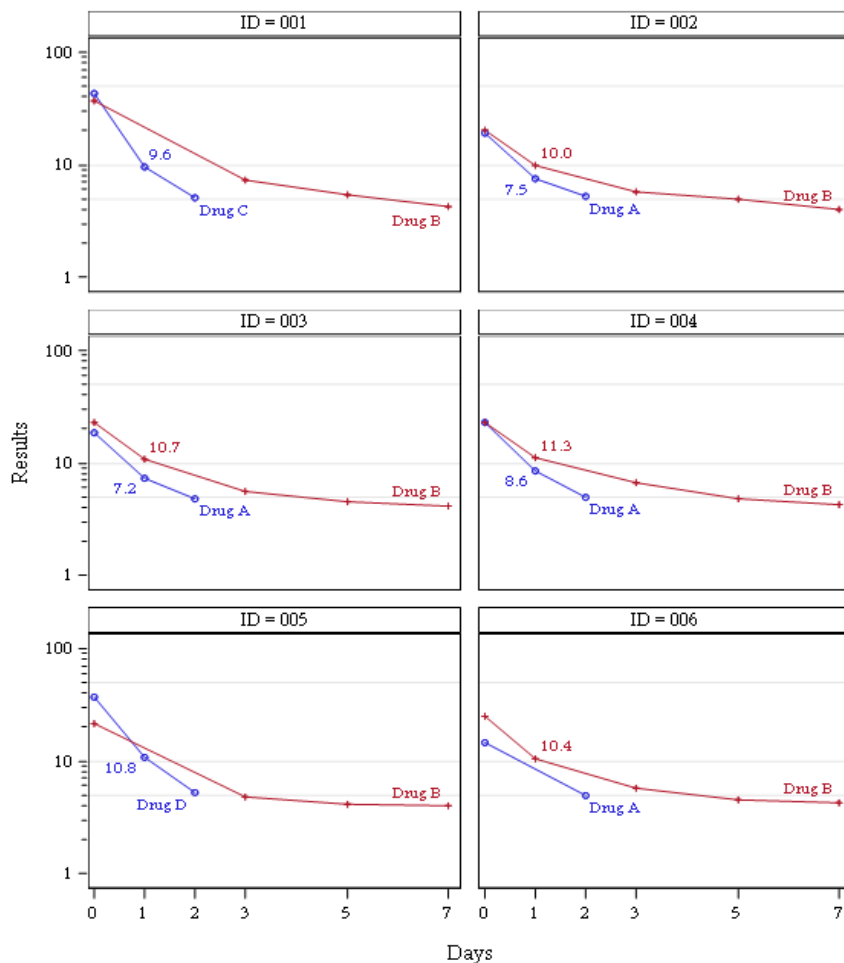 ID = 001
ID = 002
100
10
1
9.6
Drug C
Drug B
10.0
7.5
Drug A
Drug B
ID = 003
ID = 004
100
10
1
10.7
7.2
Drug A
Drug B
11.3
8.6
Drug A
Drug B
Results
ID = 005
ID = 006
100
10
1
10.8
Drug D
Drug B
10.4
Drug A
Drug B
0 1 2 3 5 7
0 1 2 3 5 7
Days